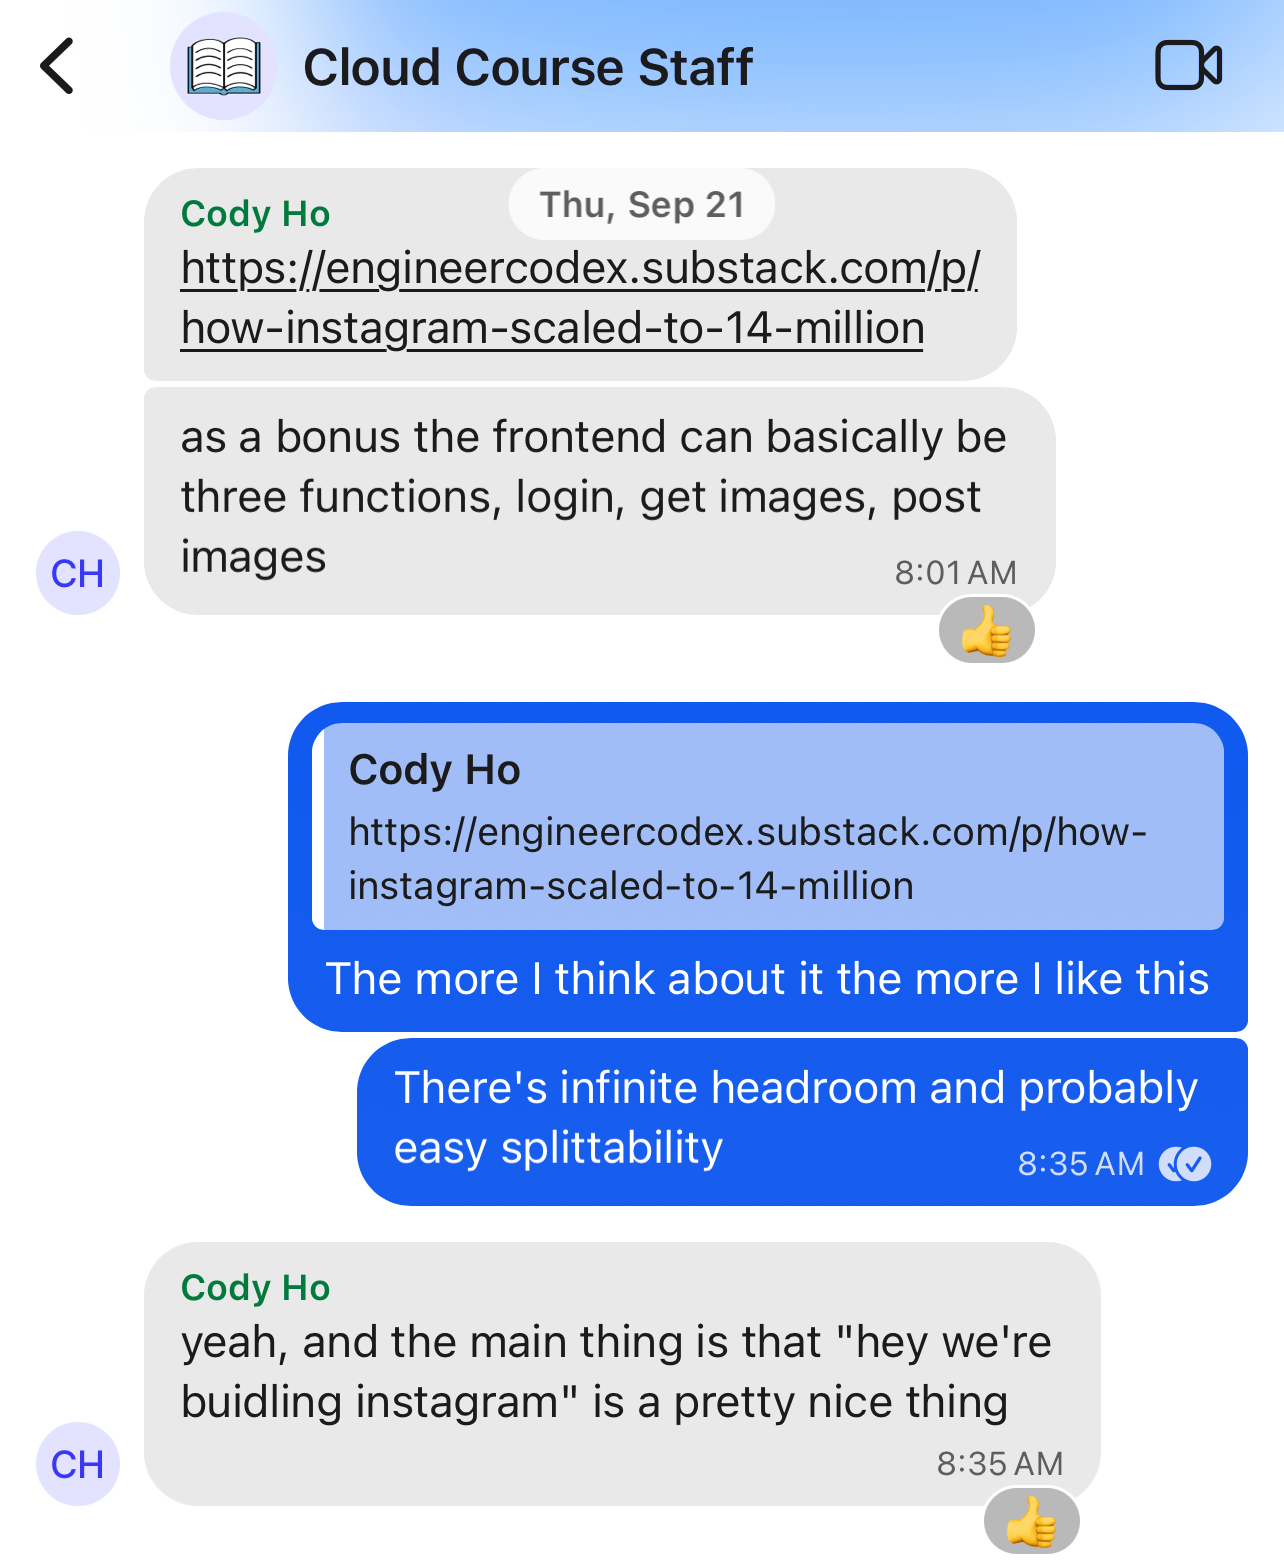 Cloud Course Staff
Thu, Sep 21
Cody Ho
https://engineercodex.substack.com/p/
how-instagram-scaled-to-14-million
as a bonus the frontend can basically be
three functions, login, get images, post
images
8:01 AM
CH
Cody Ho
https://engineercodex.substack.com/p/how-
instagram-scaled-to-14-million
The more I think about it the more I like this
There's infinite headroom and probably
easy splittability
8:35 AM
Cody Ho
yeah, and the main thing is that "hey we're
buidling instagram" is a pretty nice thing
8:35 AM
CH